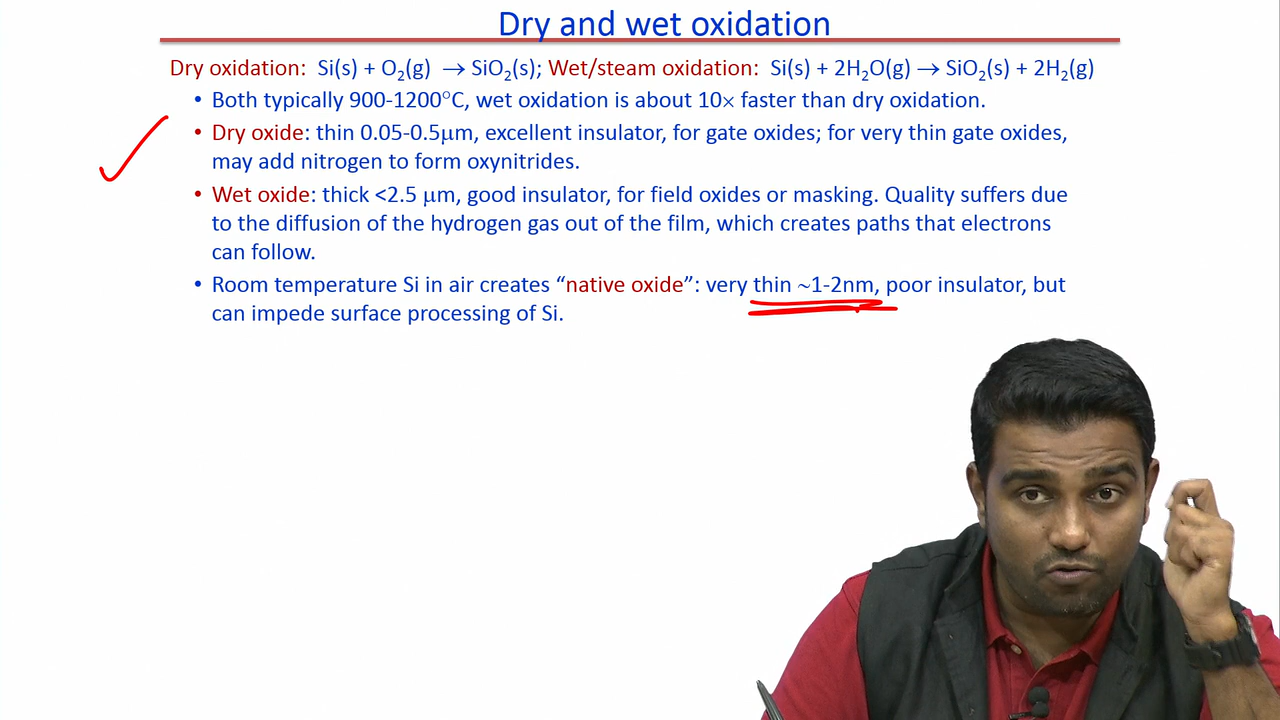 Dry and wet oxidation
Dry oxidation: Si(s) + O₂(g) → SiO₂(s); Wet/steam oxidation: Si(s) + 2H₂O(g) → SiO₂(s) + 2H₂(g)
• Both typically 900-1200°C, wet oxidation is about 10× faster than dry oxidation.
• Dry oxide: thin 0.05-0.5μm, excellent insulator, for gate oxides; for very thin gate oxides,
may add nitrogen to form oxynitrides.
• Wet oxide: thick <2.5 μm, good insulator, for field oxides or masking. Quality suffers due
to the diffusion of the hydrogen gas out of the film, which creates paths that electrons
can follow.
• Room temperature Si in air creates “native oxide”: very thin ~1-2nm, poor insulator, but
can impede surface processing of Si.